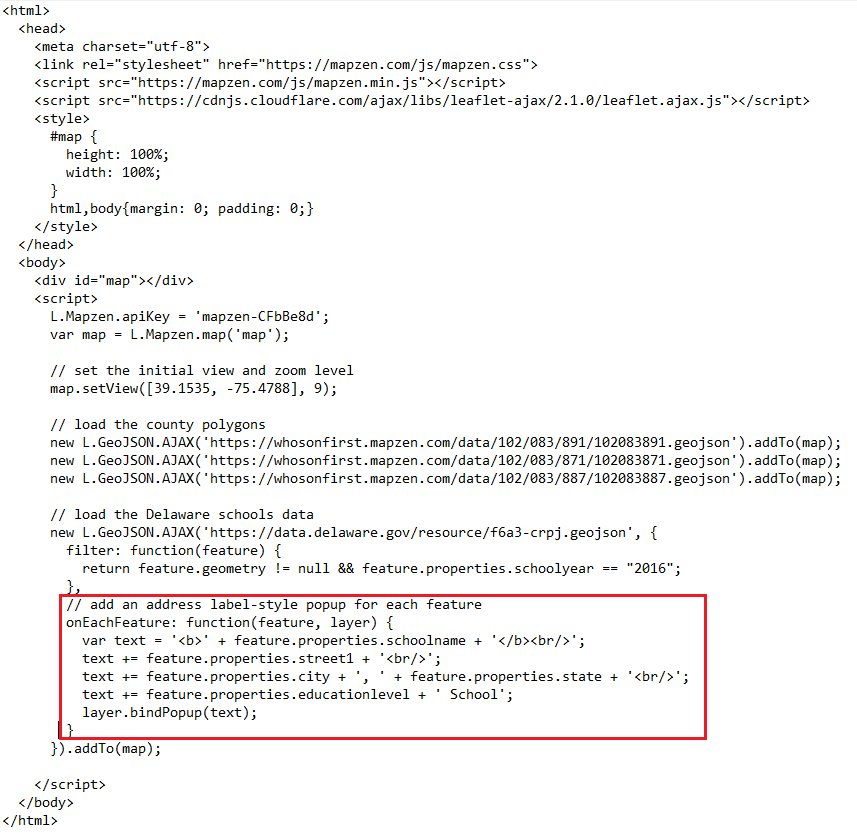 <html>
  <head>
    <meta charset="utf-8">
    <link rel="stylesheet" href="https://mapzen.com/js/mapzen.css">
    <script src="https://mapzen.com/js/mapzen.min.js"></script>
    <script src="https://cdnjs.cloudflare.com/ajax/libs/leaflet-ajax/2.1.0/leaflet.ajax.js"></script>
    <style>
      #map {
        height: 100%;
        width: 100%;
      }
      html,body{margin: 0; padding: 0;}
    </style>
  </head>
  <body>
    <div id="map"></div>
    <script>
      L.Mapzen.apiKey = 'mapzen-CFbBe8d';
      var map = L.Mapzen.map('map');

      // set the initial view and zoom level
      map.setView([39.1535, -75.4788], 9);

      // load the county polygons
      new L.GeoJSON.AJAX('https://whosonfirst.mapzen.com/data/102/083/891/102083891.geojson').addTo(map);
      new L.GeoJSON.AJAX('https://whosonfirst.mapzen.com/data/102/083/871/102083871.geojson').addTo(map);
      new L.GeoJSON.AJAX('https://whosonfirst.mapzen.com/data/102/083/887/102083887.geojson').addTo(map);

      // load the Delaware schools data
      new L.GeoJSON.AJAX('https://data.delaware.gov/resource/f6a3-crpj.geojson', {
        filter: function(feature) {
          return feature.geometry != null && feature.properties.schoolyear == "2016";
        },
        // add an address label-style popup for each feature
        onEachFeature: function(feature, layer) {
          var text = '<b>' + feature.properties.schoolname + '</b><br/>';
          text += feature.properties.street1 + '<br/>';
          text += feature.properties.city + ', ' + feature.properties.state + '<br/>';
          text += feature.properties.educationlevel + ' School';
          layer.bindPopup(text);
        }
      }).addTo(map);

    </script>
  </body>
</html>